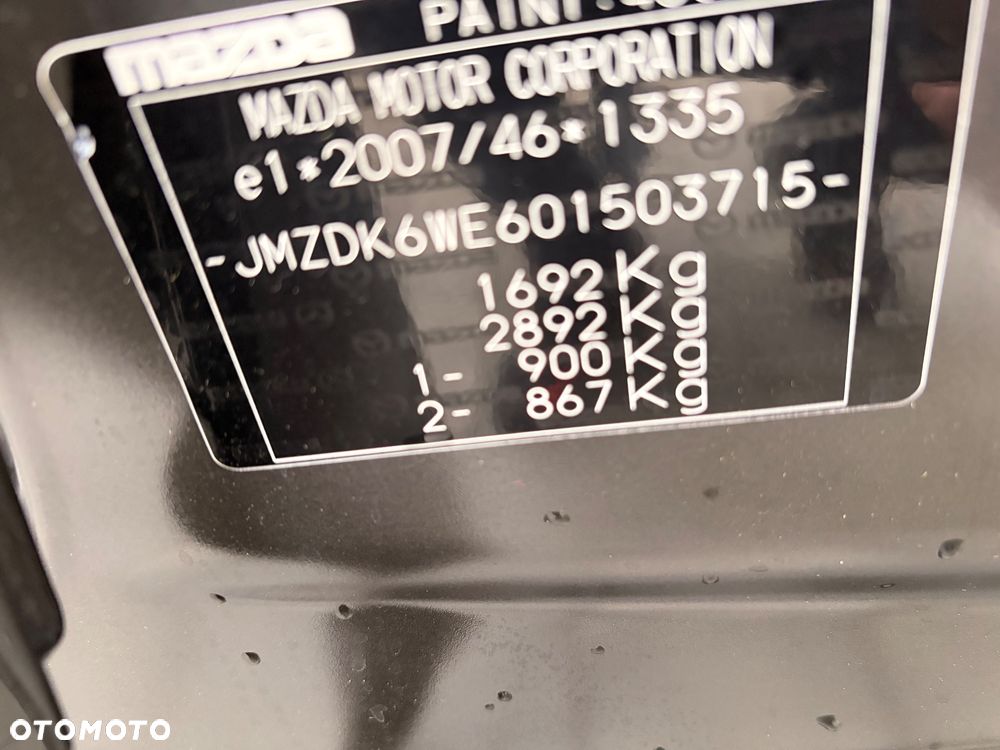 mazda
PAINT:
MAZDA MOTOR CORPORATION
e1*2007/46*1335
-JMZDK6WE601503715-
1692 Kg
2892 Kg
1- 900 Kg
2- 867 Kg
OTOMOTO